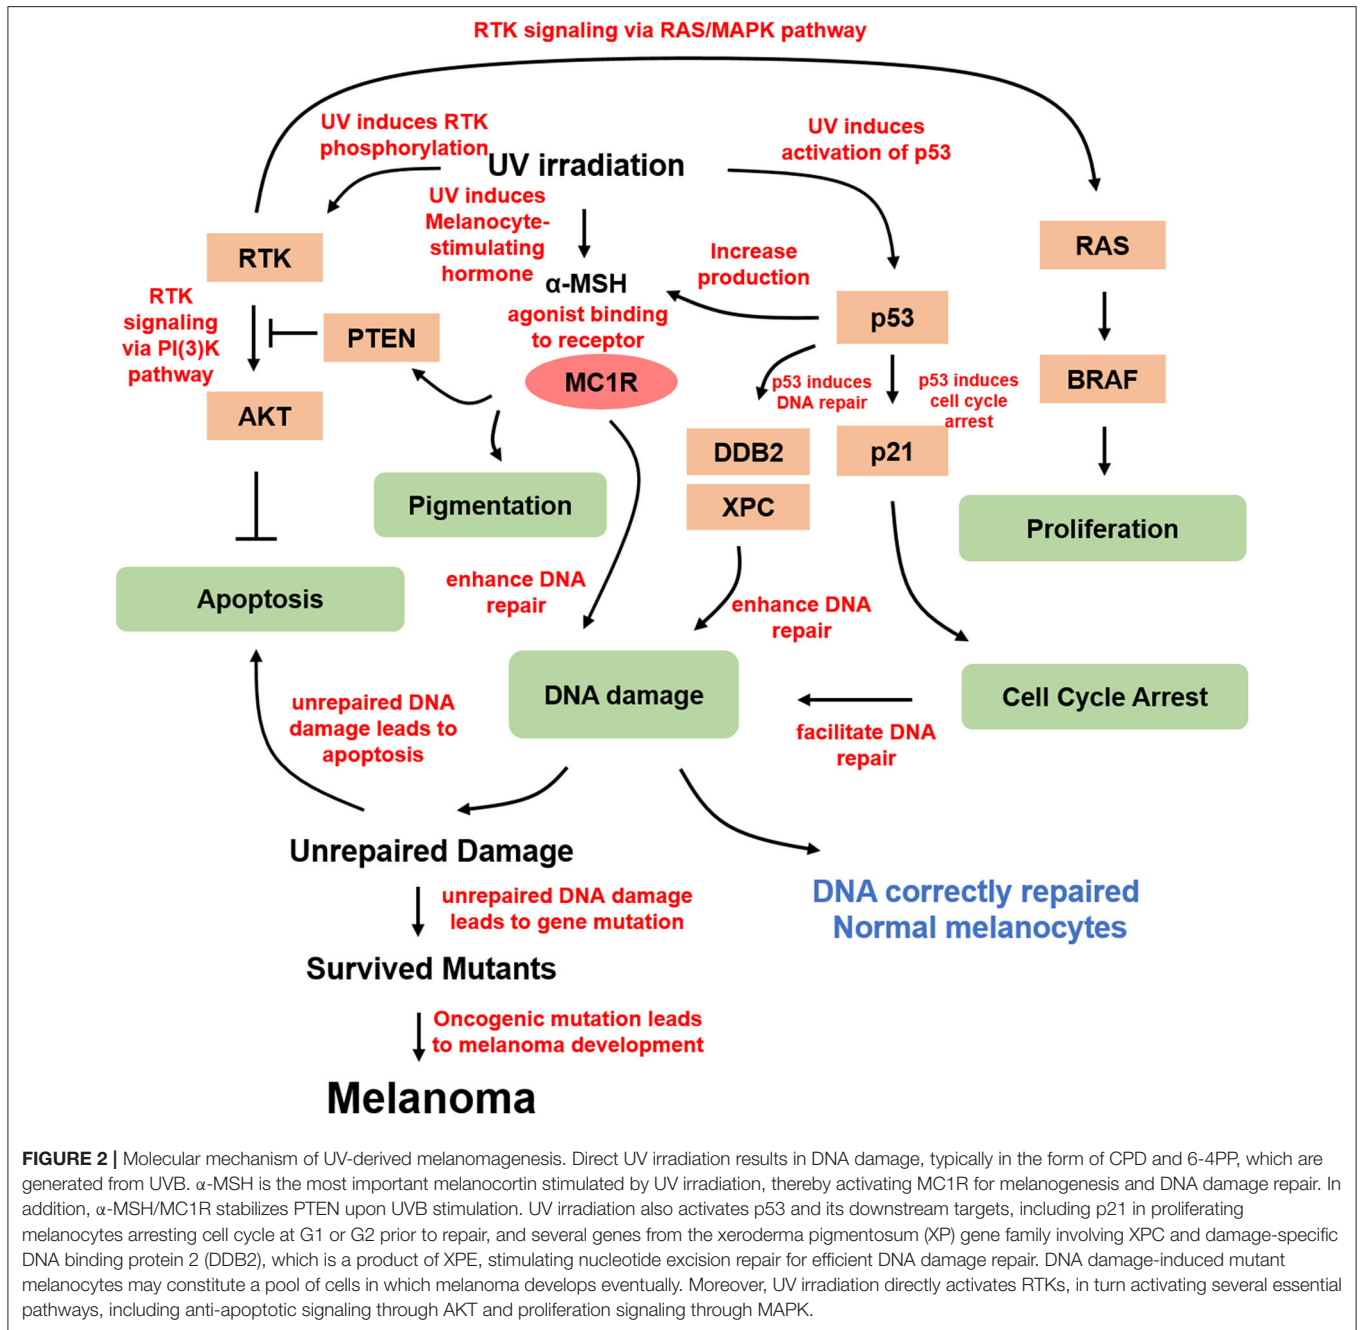 RTK signaling via RAS/MAPK pathway
UV induces RTK
phosphorylation
UV induces
activation of p53
UV irradiation
UV induces
Melanocyte-
stimulating
hormone
Increase
production
RTK
RAS
α-MSH
RTK
signaling
via PI(3)K
pathway
agonist binding
to receptor
p53
PTEN
MC1R
p53 induces
DNA repair
p53 induces
cell cycle
arrest
BRAF
AKT
DDB2
p21
Pigmentation
XPC
Proliferation
enhance DNA
repair
Apoptosis
enhance DNA
repair
unrepaired DNA
damage leads to
apoptosis
DNA damage
Cell Cycle Arrest
facilitate DNA
repair
Unrepaired Damage
unrepaired DNA damage
leads to gene mutation
DNA correctly repaired
Normal melanocytes
Survived Mutants
Oncogenic mutation leads
to melanoma development
Melanoma
FIGURE 2 | Molecular mechanism of UV-derived melanomagenesis. Direct UV irradiation results in DNA damage, typically in the form of CPD and 6-4PP, which are
generated from UVB. α-MSH is the most important melanocortin stimulated by UV irradiation, thereby activating MC1R for melanogenesis and DNA damage repair. In
addition, α-MSH/MC1R stabilizes PTEN upon UVB stimulation. UV irradiation also activates p53 and its downstream targets, including p21 in proliferating
melanocytes arresting cell cycle at G1 or G2 prior to repair, and several genes from the xeroderma pigmentosum (XP) gene family involving XPC and damage-specific
DNA binding protein 2 (DDB2), which is a product of XPE, stimulating nucleotide excision repair for efficient DNA damage repair. DNA damage-induced mutant
melanocytes may constitute a pool of cells in which melanoma develops eventually. Moreover, UV irradiation directly activates RTKs, in turn activating several essential
pathways, including anti-apoptotic signaling through AKT and proliferation signaling through MAPK.